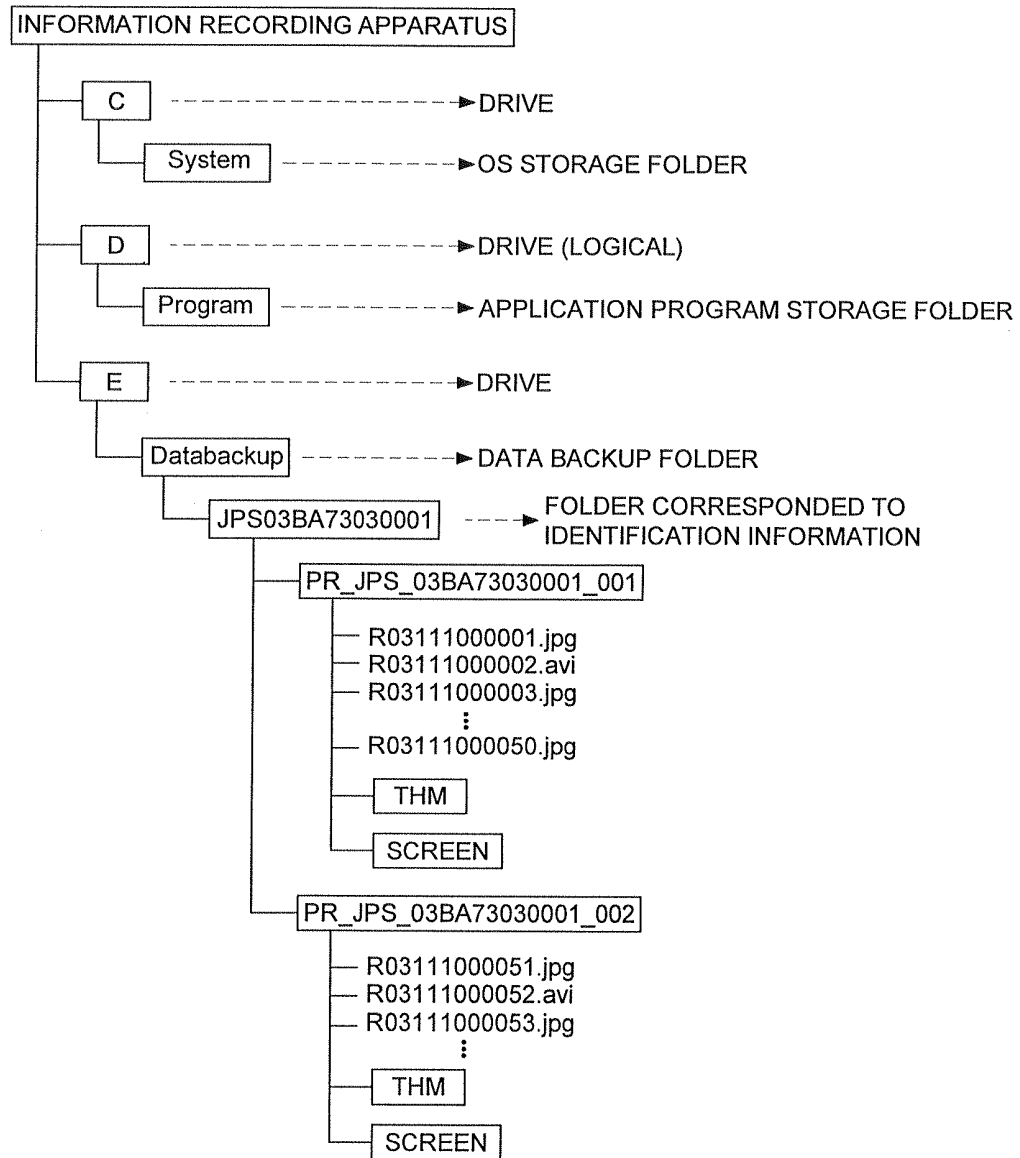 INFORMATION RECORDING APPARATUS
C DRIVE
System OS STORAGE FOLDER
D DRIVE (LOGICAL)
Program APPLICATION PROGRAM STORAGE FOLDER
E DRIVE
Databackup DATA BACKUP FOLDER
JPS03BA73030001 FOLDER CORRESPONDED TO
IDENTIFICATION INFORMATION
PR_JPS_03BA73030001_001
R03111000001.jpg
R03111000002.avi
R03111000003.jpg
R03111000050.jpg
THM
SCREEN
PR_JPS_03BA73030001_002
R03111000051.jpg
R03111000052.avi
R03111000053.jpg
THM
SCREEN